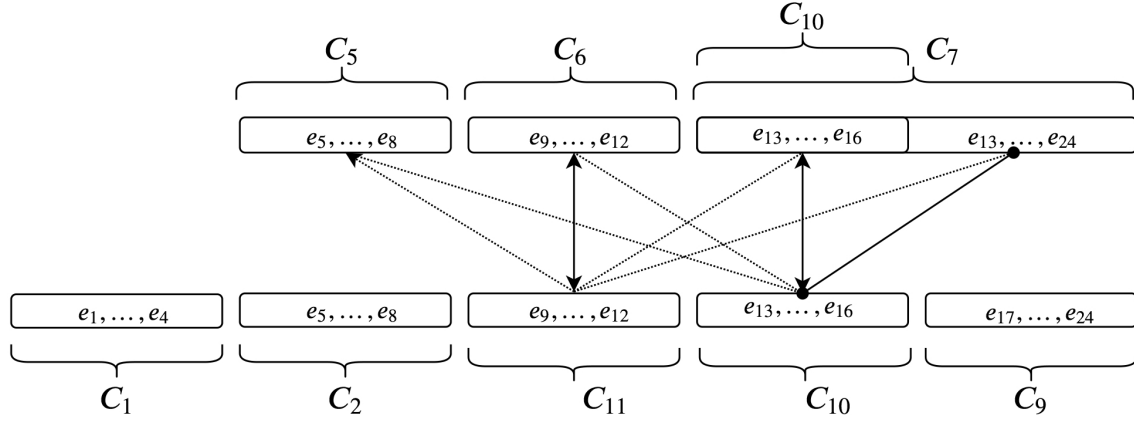 C₁₀
C₅ C₆ C₇
e₅, …, e₈ e₉, …, e₁₂ e₁₃, …, e₁₆ e₁₃, …, e₂₄
e₁, …, e₄ e₅, …, e₈ e₉, …, e₁₂ e₁₃, …, e₁₆ e₁₇, …, e₂₄
C₁ C₂ C₁₁ C₁₀ C₉